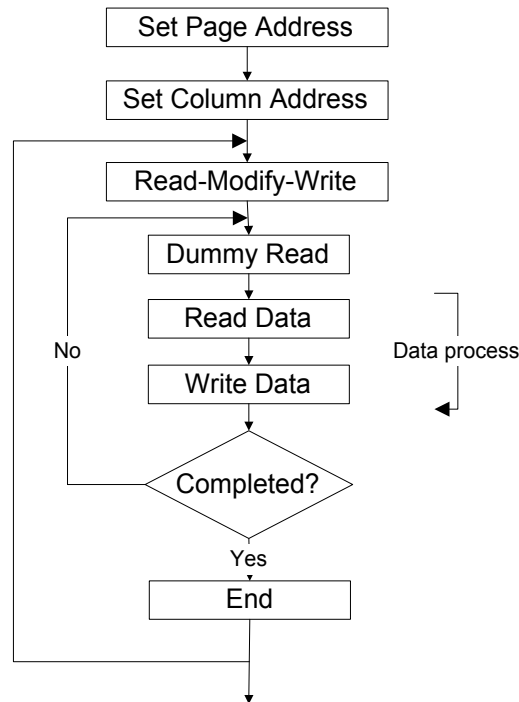 Set Page Address
Set Column Address
Read-Modify-Write
Dummy Read
Read Data
No
Data process
Write Data
Completed?
Yes
End